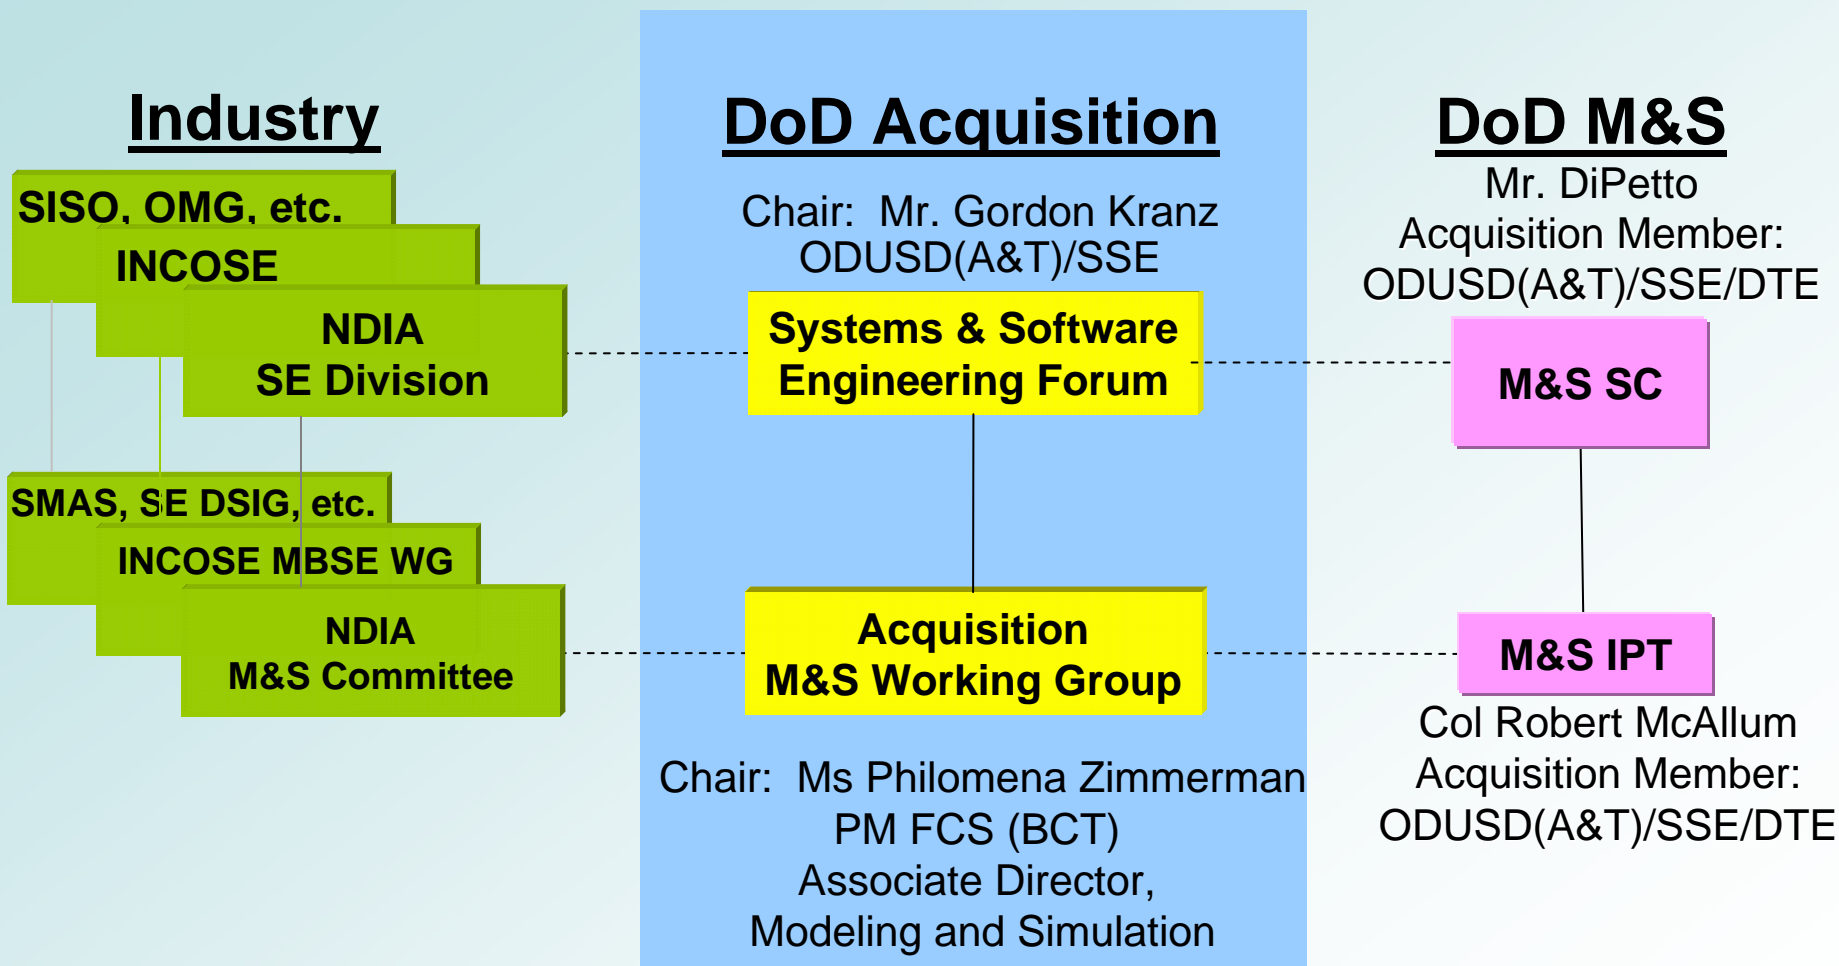 Industry
SISO, OMG, etc.
INCOSE
NDIA
SE Division
SMAS, SE DSIG, etc.
INCOSE MBSE WG
NDIA
M&S Committee
DoD Acquisition
Chair:  Mr. Gordon Kranz
ODUSD(A&T)/SSE
Systems & Software
Engineering Forum
Acquisition
M&S Working Group
Chair:  Ms Philomena Zimmerman
PM FCS (BCT)
Associate Director,
Modeling and Simulation
DoD M&S
Mr. DiPetto
Acquisition Member:
ODUSD(A&T)/SSE/DTE
M&S SC
M&S IPT
Col Robert McAllum
Acquisition Member:
ODUSD(A&T)/SSE/DTE